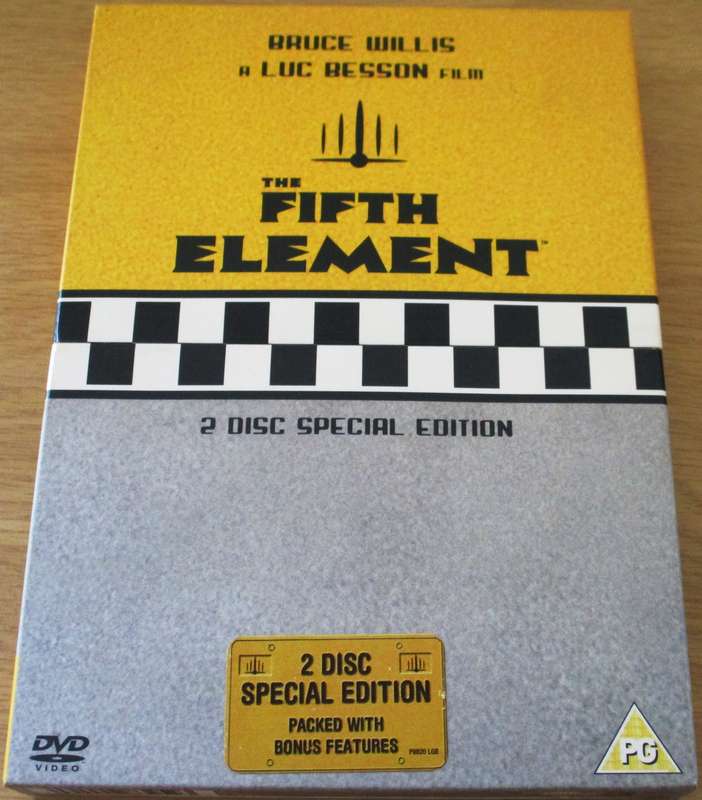 BRUCE WILLIS
A LUC BESSON FILM
THE
FIFTH
ELEMENT™
2 DISC SPECIAL EDITION
2 DISC
SPECIAL EDITION
PACKED WITH
BONUS FEATURES
DVD
VIDEO
PG